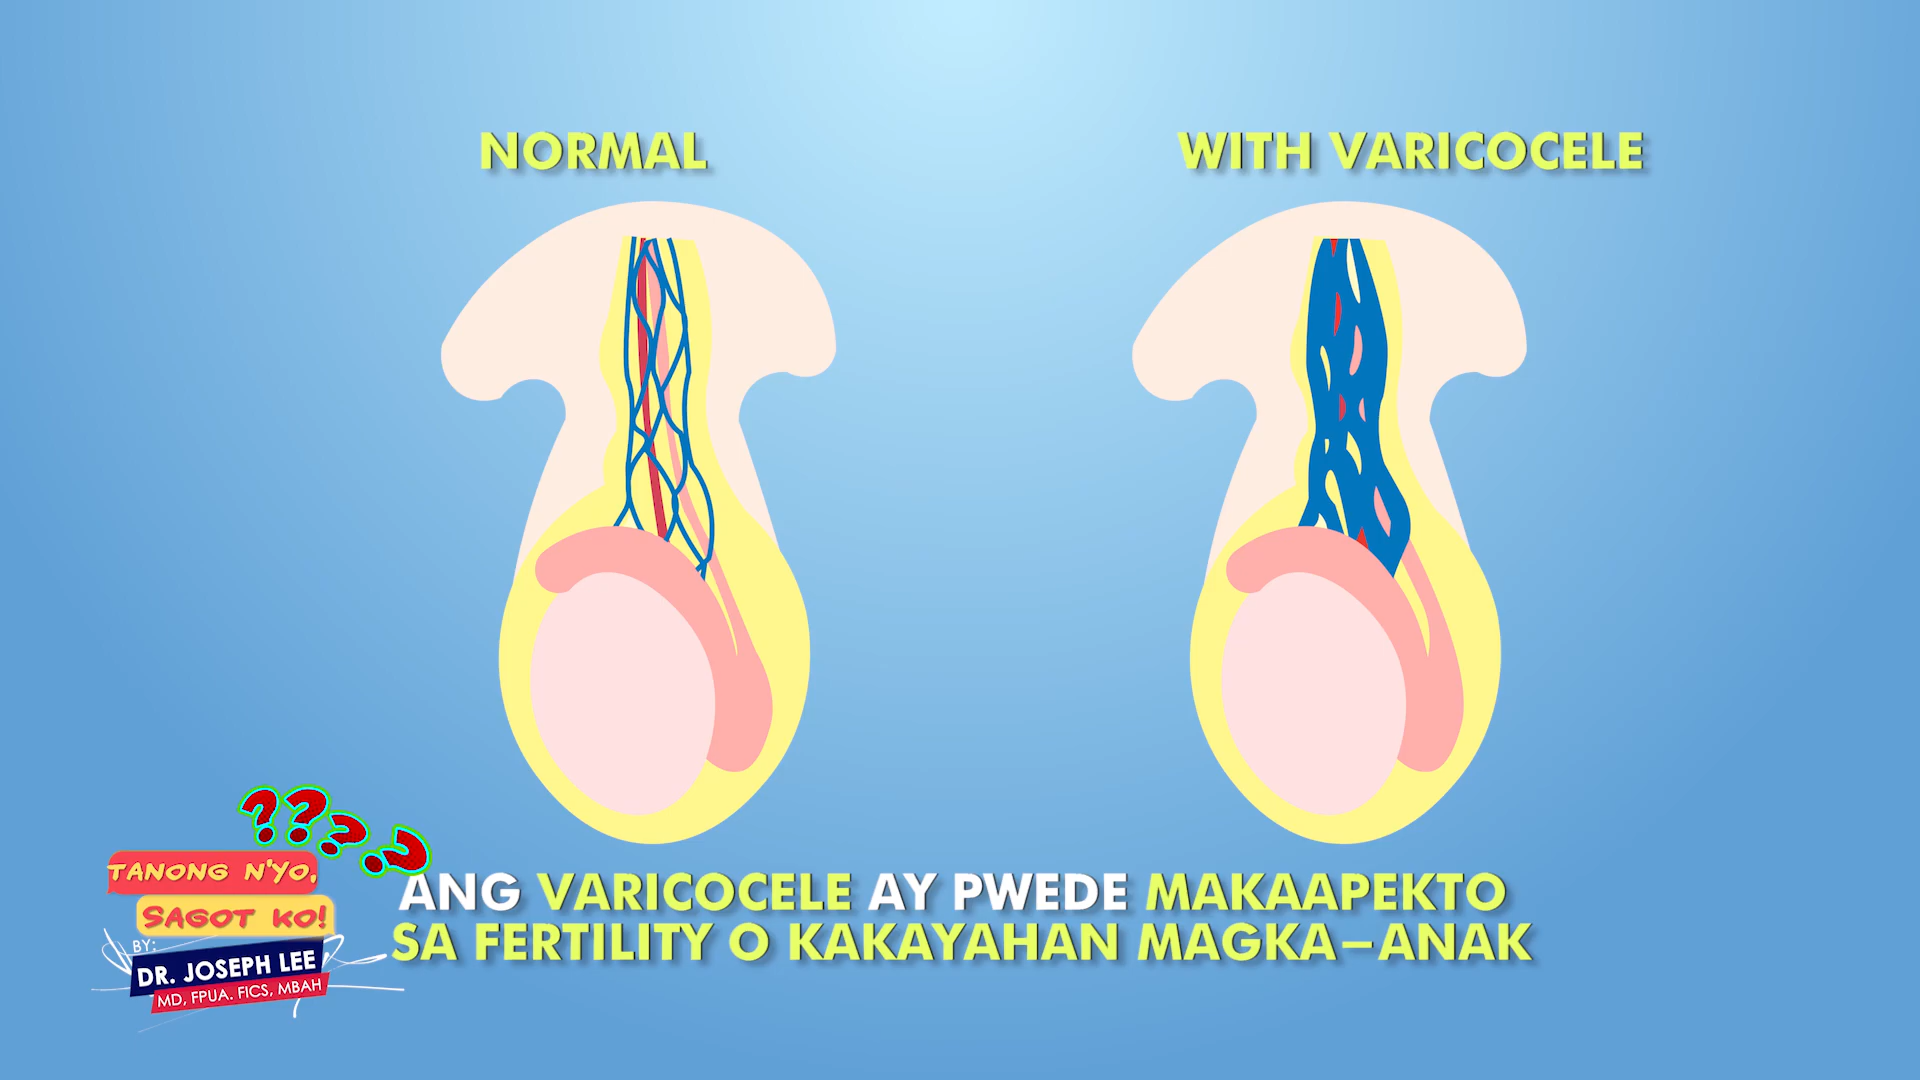 NORMAL
WITH VARICOCELE
????
TANONG N'YO,
SAGOT KO!
BY:
DR. JOSEPH LEE
MD, FPUA. FICS, MBAH
ANG VARICOCELE AY PWEDE MAKAAPEKTO
SA FERTILITY O KAKAYAHAN MAGKA–ANAK